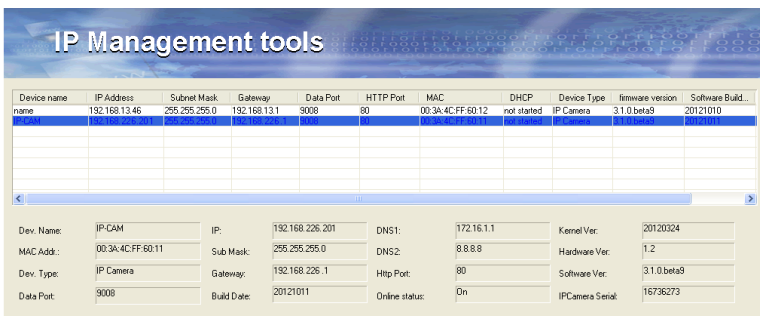 IP Management tools
Device name IP Address Subnet Mask Gateway Data Port HTTP Port MAC DHCP Device Type firmware version Software Build...
name 192.168.13.46 255.255.255.0 192.168.13.1 9008 80 00:3A:4C:FF:60:12 not started IP Camera 3.1.0.beta9 20121010
IP-CAM 192.168.226.201 255.255.255.0 192.168.226.1 9008 80 00:3A:4C:FF:60:11 not started IP Camera 3.1.0.beta9 20121011
Dev. Name: IP-CAM IP: 192.168.226.201 DNS1: 172.16.1.1 Kernel Ver: 20120324
MAC Addr.: 00:3A:4C:FF:60:11 Sub Mask: 255.255.255.0 DNS2: 8.8.8.8 Hardware Ver: 1.2
Dev. Type: IP Camera Gateway: 192.168.226 .1 Http Port: 80 Software Ver: 3.1.0.beta9
Data Port: 9008 Build Date: 20121011 Online status: On IPCamera Serial: 16736273